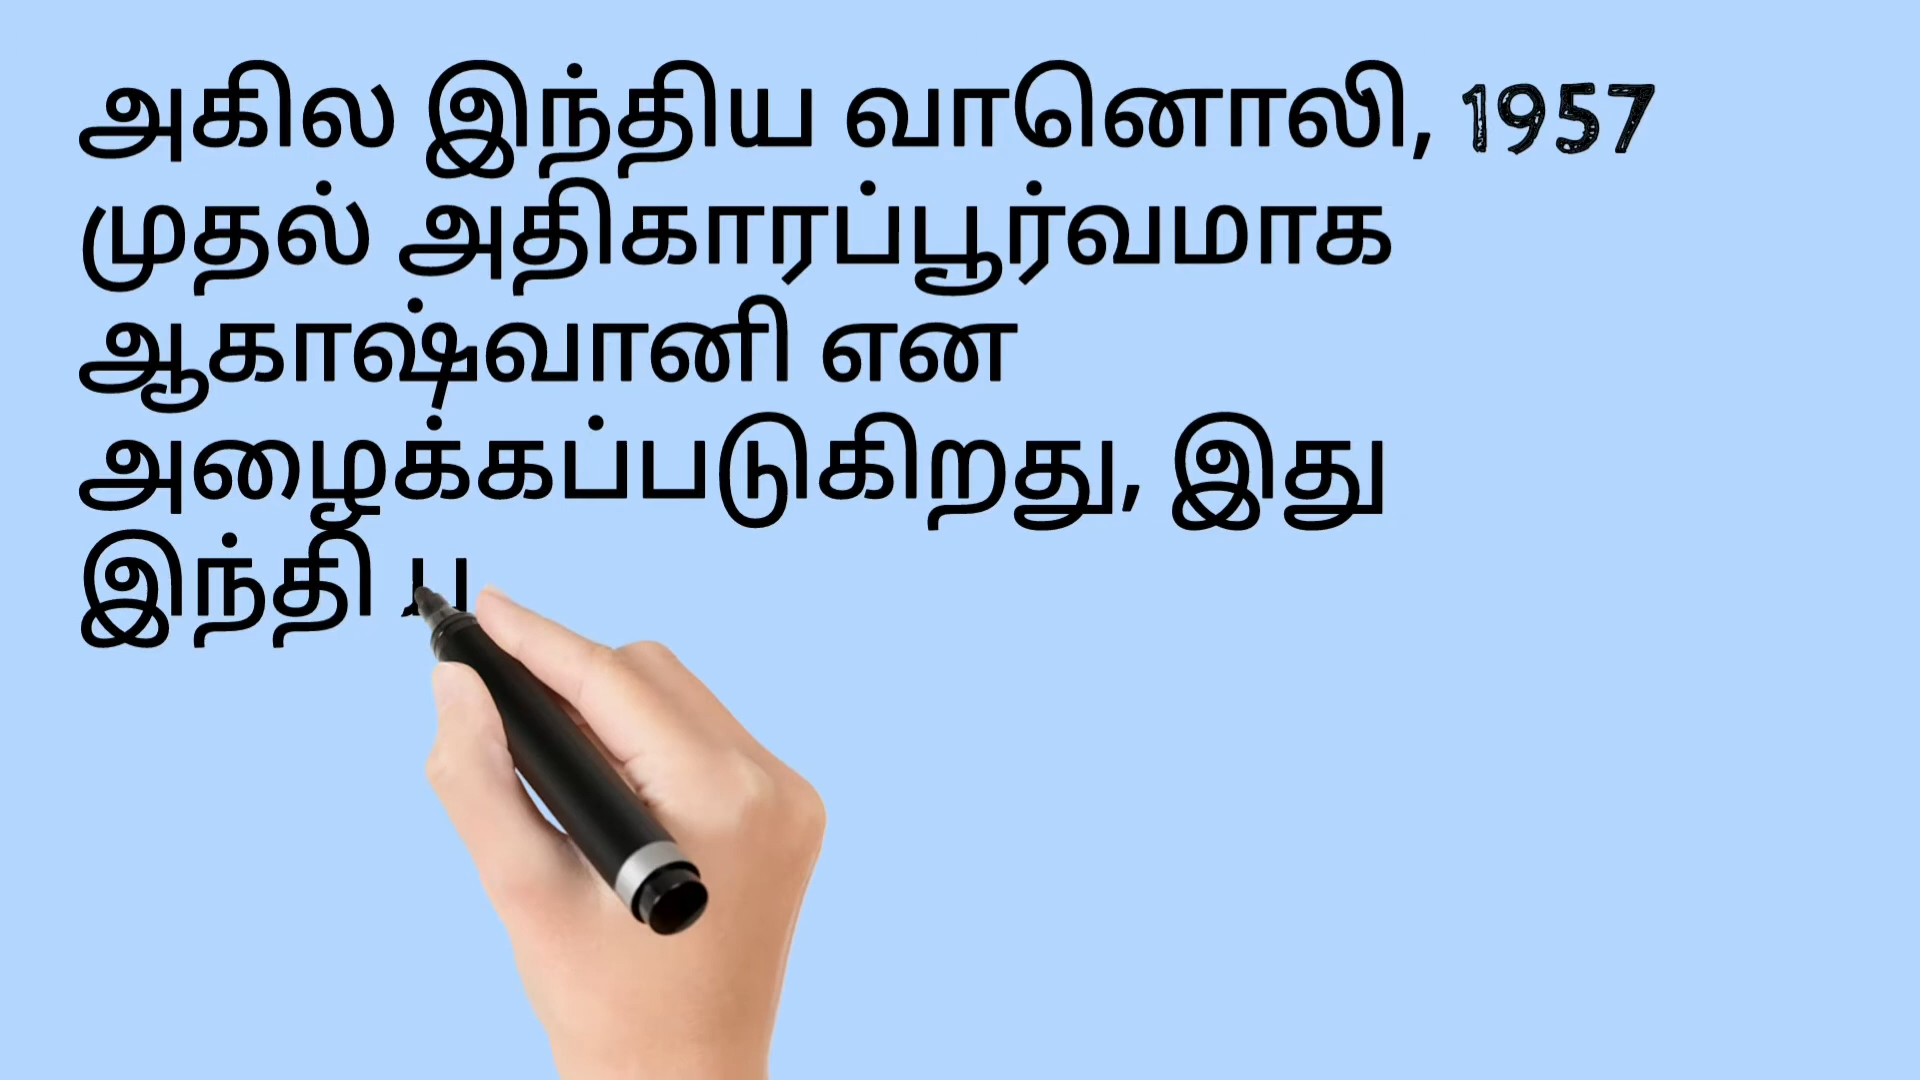 அகில இந்திய வானொலி, 1957
முதல் அதிகாரப்பூர்வமாக
ஆகாஷ்வானி என
அழைக்கப்படுகிறது, இது
இந்திய